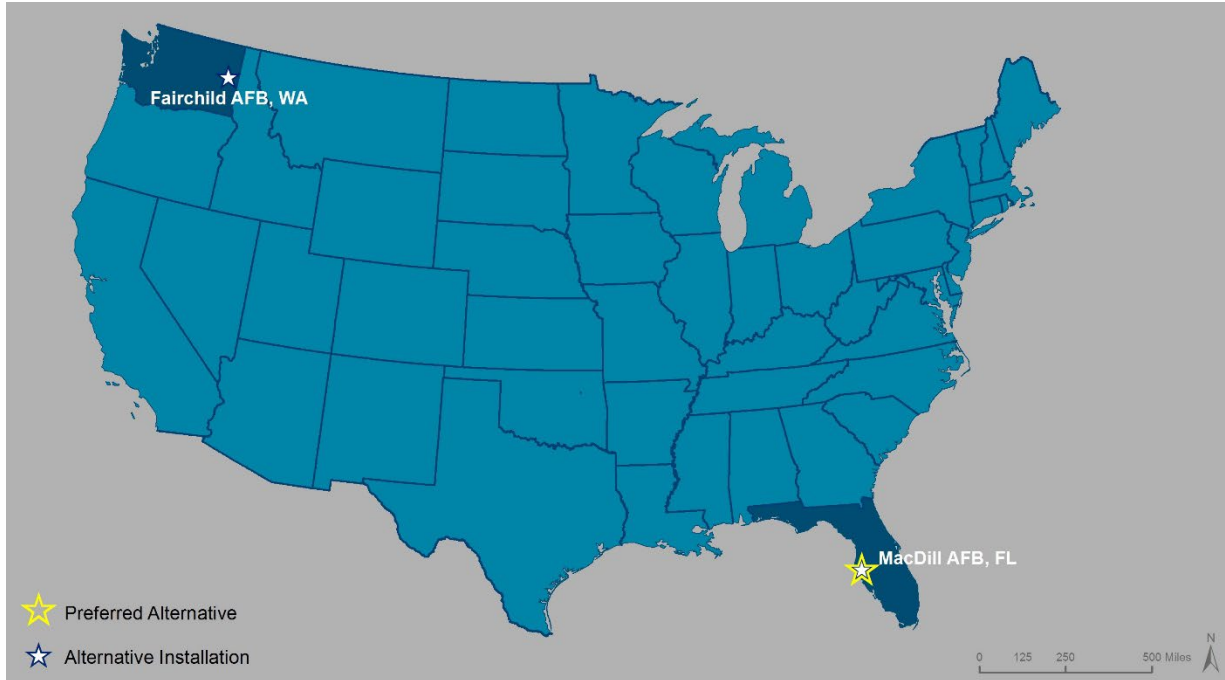 Fairchild AFB, WA
MacDill AFB, FL
Preferred Alternative
Alternative Installation
0 125 250 500 Miles
N